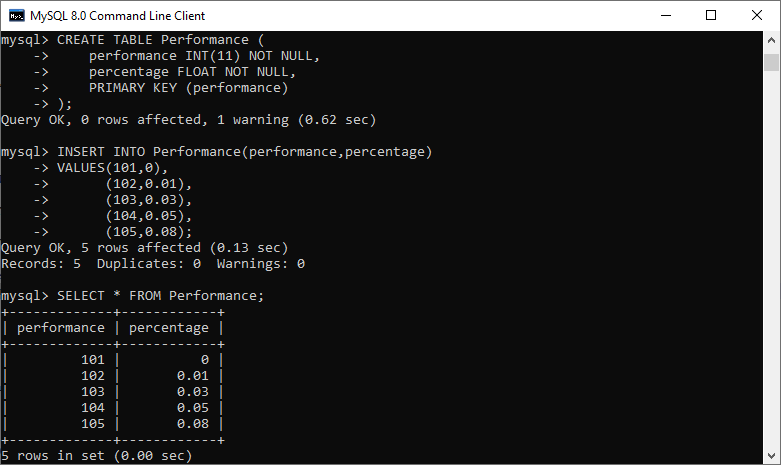 MySQL 8.0 Command Line Client
mysql> CREATE TABLE Performance (
    ->     performance INT(11) NOT NULL,
    ->     percentage FLOAT NOT NULL,
    ->     PRIMARY KEY (performance)
    -> );
Query OK, 0 rows affected, 1 warning (0.62 sec)

mysql> INSERT INTO Performance(performance,percentage)
    -> VALUES(101,0),
    ->       (102,0.01),
    ->       (103,0.03),
    ->       (104,0.05),
    ->       (105,0.08);
Query OK, 5 rows affected (0.13 sec)
Records: 5  Duplicates: 0  Warnings: 0

mysql> SELECT * FROM Performance;
+-------------+------------+
| performance | percentage |
+-------------+------------+
|         101 |          0 |
|         102 |       0.01 |
|         103 |       0.03 |
|         104 |       0.05 |
|         105 |       0.08 |
+-------------+------------+
5 rows in set (0.00 sec)